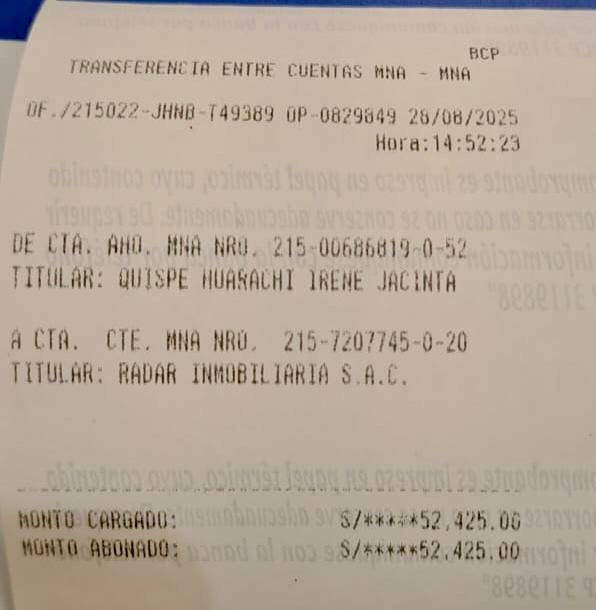 BCP
TRANSFERENCIA ENTRE CUENTAS MNA - MNA
OF./215022-JHNB-T49389 OP-0829849 28/08/2025
Hora:14:52:23
DE CTA. AHO. MNA NRO. 215-00686819-0-52
TITULAR: QUISPE HUARACHI IRENE JACINTA
A CTA. CTE. MNA NRO. 215-7207745-0-20
TITULAR: RADAR INMOBILIARIA S.A.C.
MONTO CARGADO: S/*****52,425.00
MONTO ABONADO: S/*****52,425.00